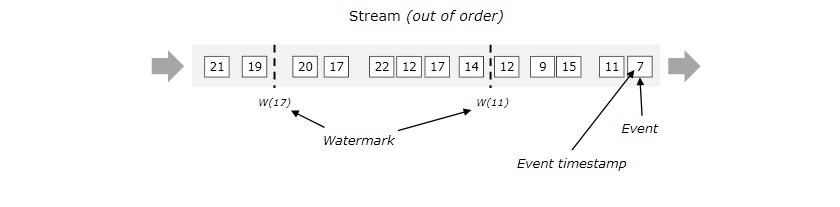 Stream (out of order)
21 19 20 17 22 12 17 14 12 9 15 11 7
W(17) W(11)
Event
Watermark
Event timestamp